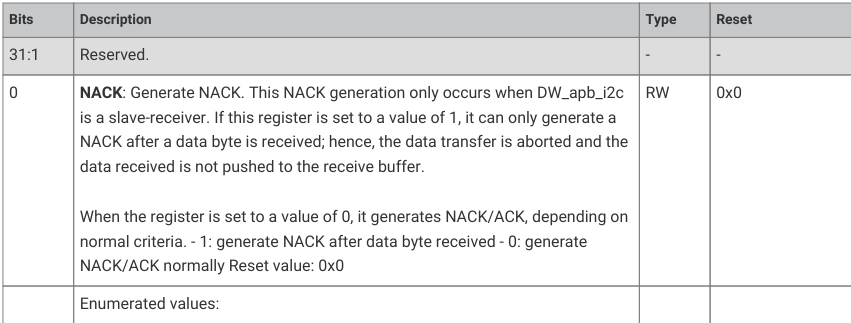 Bits Description Type Reset
31:1 Reserved. - -
0 NACK: Generate NACK. This NACK generation only occurs when DW_apb_i2c RW 0x0
is a slave-receiver. If this register is set to a value of 1, it can only generate a
NACK after a data byte is received; hence, the data transfer is aborted and the
data received is not pushed to the receive buffer.
When the register is set to a value of 0, it generates NACK/ACK, depending on
normal criteria. - 1: generate NACK after data byte received - 0: generate
NACK/ACK normally Reset value: 0x0
Enumerated values: